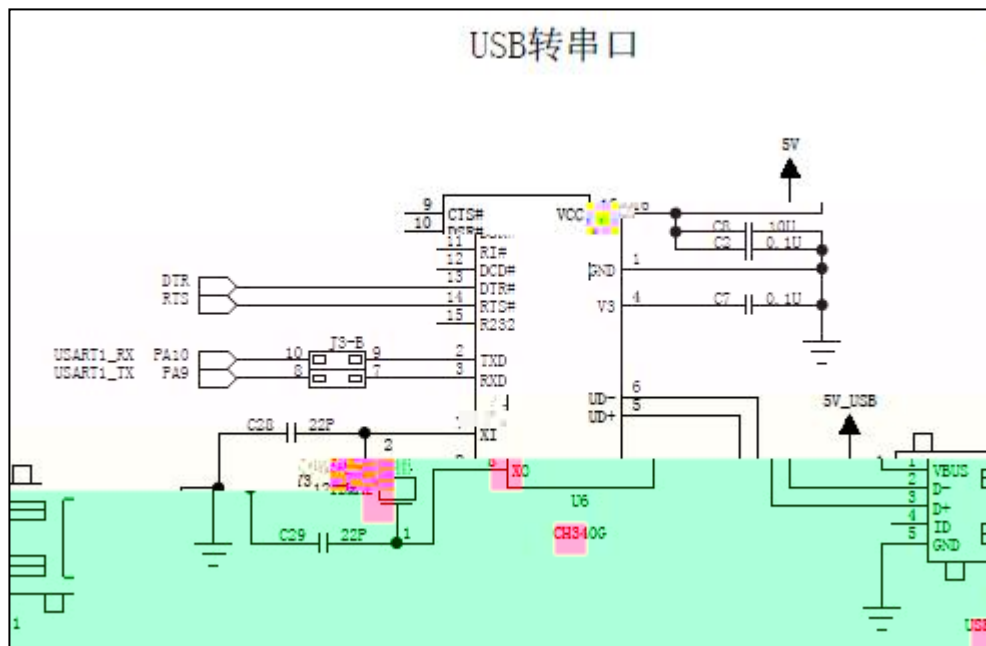 USB转串口
5V
9 CTS# VCC
10
C8 10U
11 RI# C2 0.1U
12 DCD# GND 1
DTR 13 DTR#
RTS 14 RTS# V3 4 C7 0.1U
15 R232
J3-B
USART1_RX PA10 10 9 2 TXD
USART1_TX PA9 8 7 3 RXD
UD- 6
UD+ 5
5V_USB
C28 22P XI
2
XO 1 VBUS
2 D-
U6 3 D+
4 ID
C29 22P 1 CH340G 5 GND
1